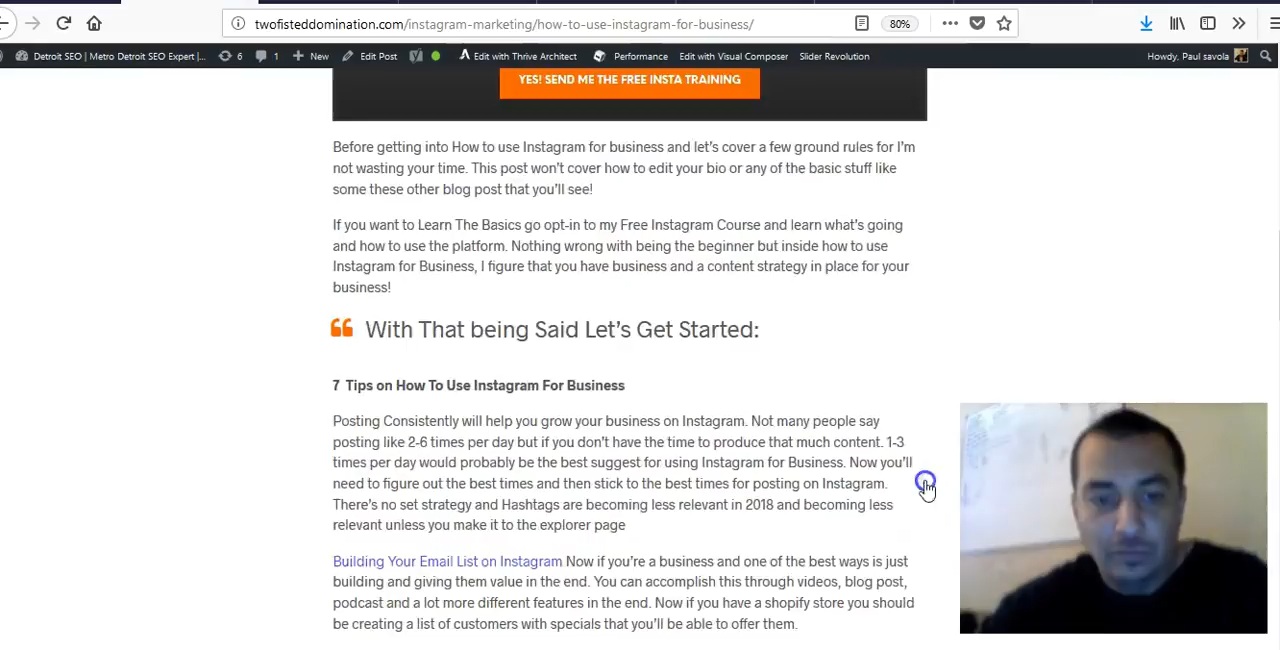 twofisteddomination.com/instagram-marketing/how-to-use-instagram-for-business/
80%
Detroit SEO | Metro Detroit SEO Expert |... 6 1 New Edit Post Edit with Thrive Architect Performance Edit with Visual Composer Slider Revolution Howdy, Paul savola
YES! SEND ME THE FREE INSTA TRAINING
Before getting into How to use Instagram for business and let's cover a few ground rules for I'm
not wasting your time. This post won't cover how to edit your bio or any of the basic stuff like
some these other blog post that you'll see!
If you want to Learn The Basics go opt-in to my Free Instagram Course and learn what's going
and how to use the platform. Nothing wrong with being the beginner but inside how to use
Instagram for Business, I figure that you have business and a content strategy in place for your
business!
With That being Said Let's Get Started:
7 Tips on How To Use Instagram For Business
Posting Consistently will help you grow your business on Instagram. Not many people say
posting like 2-6 times per day but if you don't have the time to produce that much content. 1-3
times per day would probably be the best suggest for using Instagram for Business. Now you'll
need to figure out the best times and then stick to the best times for posting on Instagram.
There's no set strategy and Hashtags are becoming less relevant in 2018 and becoming less
relevant unless you make it to the explorer page
Building Your Email List on Instagram Now if you're a business and one of the best ways is just
building and giving them value in the end. You can accomplish this through videos, blog post,
podcast and a lot more different features in the end. Now if you have a shopify store you should
be creating a list of customers with specials that you'll be able to offer them.